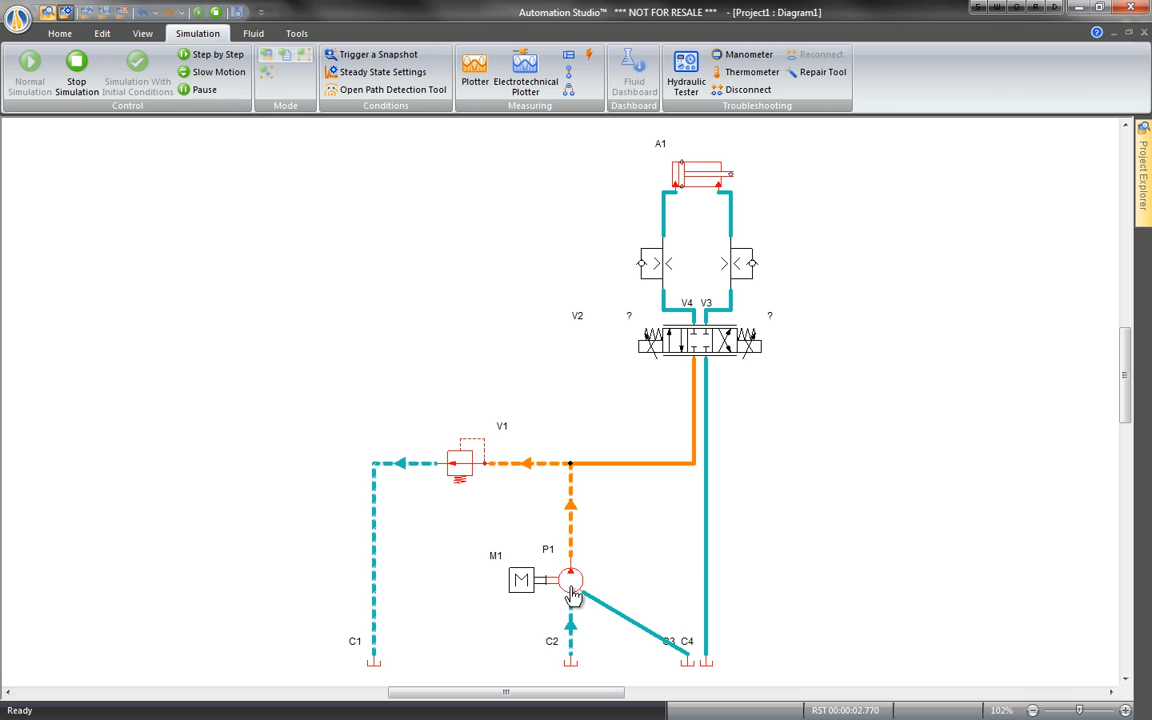 Automation Studio™ *** NOT FOR RESALE *** - [Project1 : Diagram1]
Home Edit View Simulation Fluid Tools
Normal Simulation
Stop Simulation
Simulation With Initial Conditions
Step by Step
Slow Motion
Pause
Control
Mode
Trigger a Snapshot
Steady State Settings
Open Path Detection Tool
Conditions
Plotter
Electrotechnical Plotter
Measuring
Fluid Dashboard
Dashboard
Hydraulic Tester
Manometer
Thermometer
Disconnect
Reconnect
Repair Tool
Troubleshooting
Project Explorer
A1
V4 V3
V2 ? ?
V1
P1
M1
M
C1 C2 C3 C4
Ready
RST 00:00:02.770
102%